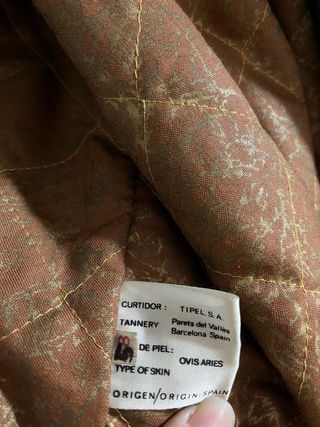 CURTIDOR: TIPEL, S.A.
TANNERY Parets del Vallès
Barcelona Spain
DE PIEL:
OVIS ARIES
TYPE OF SKIN
ORIGEN/ORIGIN: SPAIN